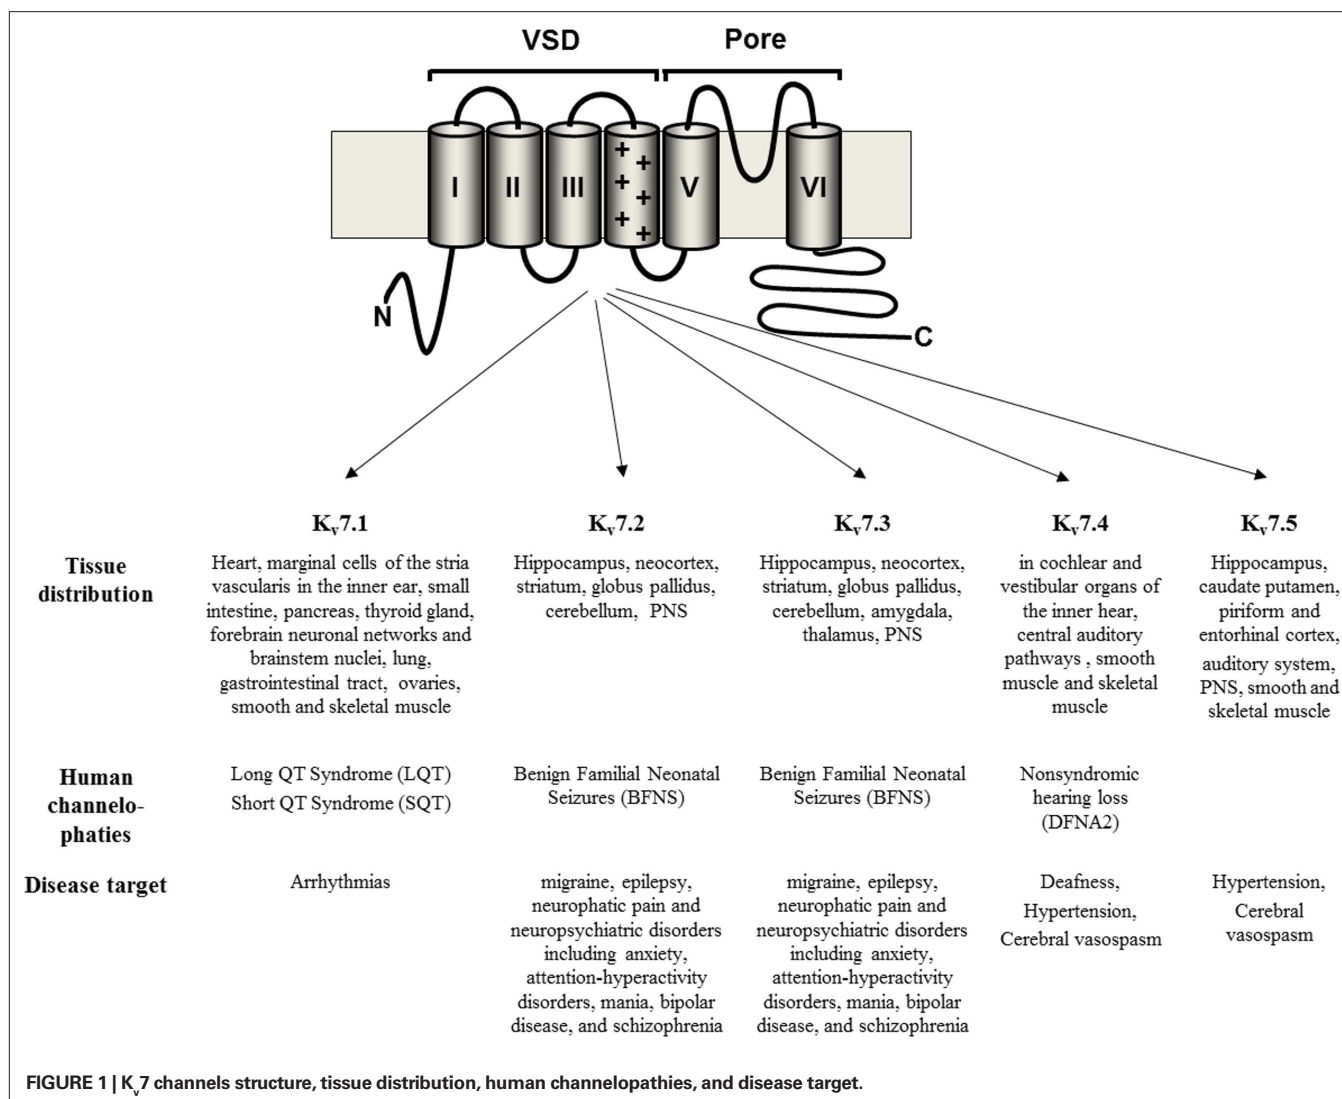 VSD Pore
I II III V VI
+ + + + + +
N
C
Kv7.1 Kv7.2 Kv7.3 Kv7.4 Kv7.5
Tissue
distribution
Heart, marginal cells of the stria
vascularis in the inner ear, small
intestine, pancreas, thyroid gland,
forebrain neuronal networks and
brainstem nuclei, lung,
gastrointestinal tract, ovaries,
smooth and skeletal muscle
Hippocampus, neocortex,
striatum, globus pallidus,
cerebellum, PNS
Hippocampus, neocortex,
striatum, globus pallidus,
cerebellum, amygdala,
thalamus, PNS
in cochlear and
vestibular organs of
the inner hear,
central auditory
pathways , smooth
muscle and skeletal
muscle
Hippocampus,
caudate putamen,
piriform and
entorhinal cortex,
auditory system,
PNS, smooth and
skeletal muscle
Human
channelo-
phaties
Long QT Syndrome (LQT)
Short QT Syndrome (SQT)
Benign Familial Neonatal
Seizures (BFNS)
Benign Familial Neonatal
Seizures (BFNS)
Nonsyndromic
hearing loss
(DFNA2)
Disease target
Arrhythmias
migraine, epilepsy,
neurophatic pain and
neuropsychiatric disorders
including anxiety,
attention-hyperactivity
disorders, mania, bipolar
disease, and schizophrenia
migraine, epilepsy,
neurophatic pain and
neuropsychiatric disorders
including anxiety,
attention-hyperactivity
disorders, mania, bipolar
disease, and schizophrenia
Deafness,
Hypertension,
Cerebral vasospasm
Hypertension,
Cerebral
vasospasm
FIGURE 1 | Kv7 channels structure, tissue distribution, human channelopathies, and disease target.